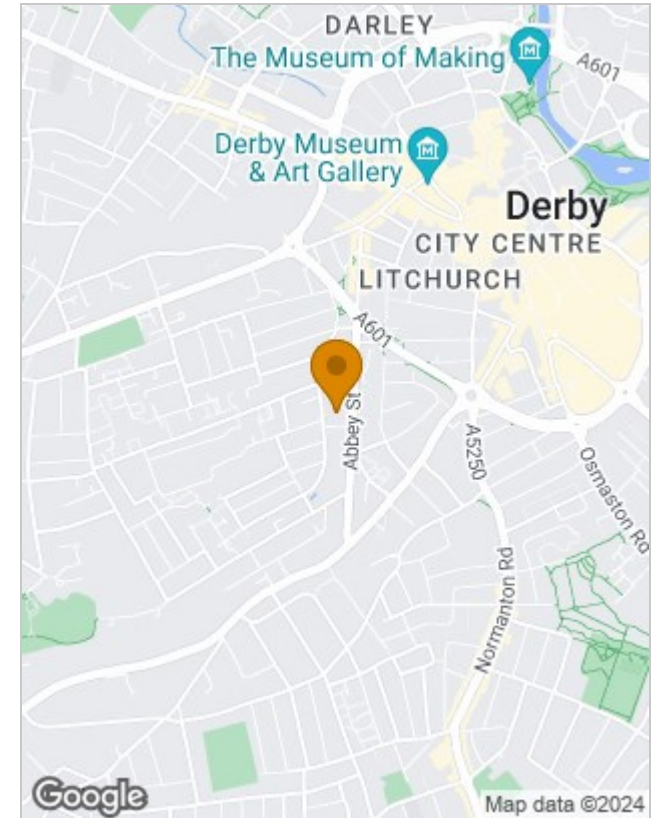 DARLEY
The Museum of Making
A601
Derby Museum
& Art Gallery
Derby
CITY CENTRE
LITCHURCH
A601
Abbey St
A5250
Osmaston Rd
Normanton Rd
Google
Map data ©2024